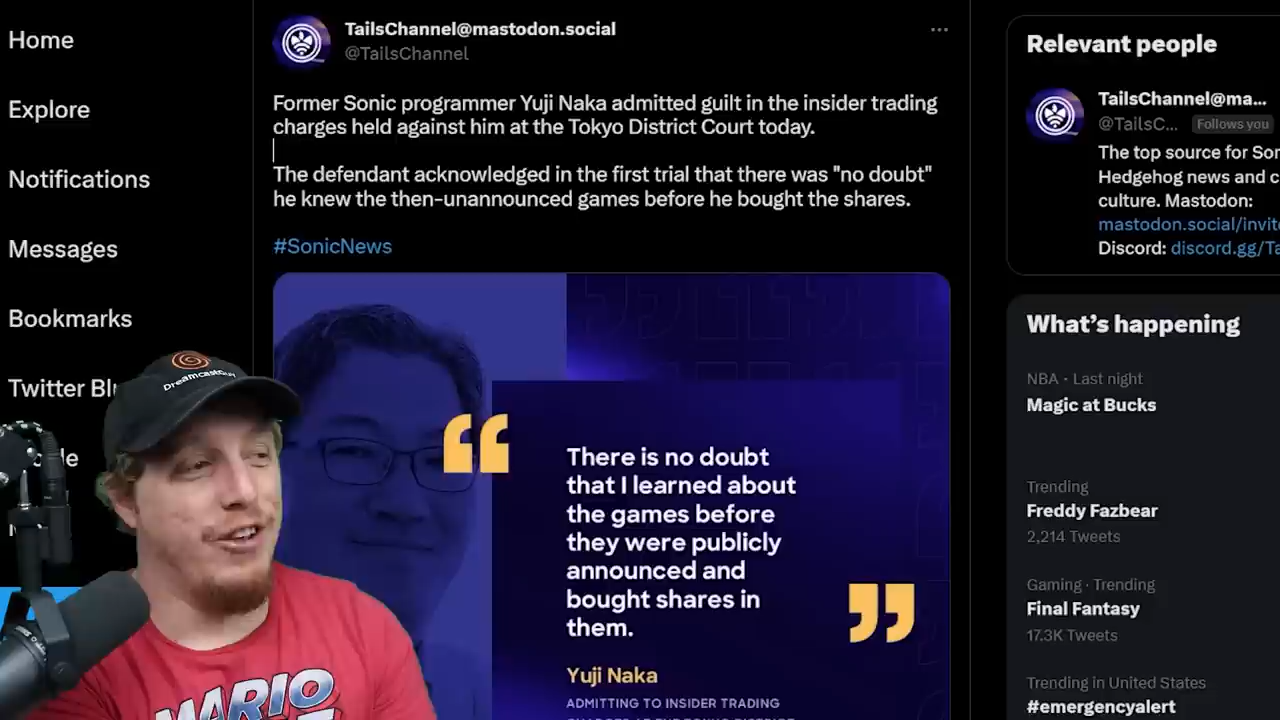 Home
Explore
Notifications
Messages
Bookmarks
Twitter
TailsChannel@mastodon.social
@TailsChannel
Former Sonic programmer Yuji Naka admitted guilt in the insider trading
charges held against him at the Tokyo District Court today.
The defendant acknowledged in the first trial that there was "no doubt"
he knew the then-unannounced games before he bought the shares.
#SonicNews
There is no doubt
that I learned about
the games before
they were publicly
announced and
bought shares in
them.
Yuji Naka
ADMITTING TO INSIDER TRADING
DreamcastGuy
MARIO
Relevant people
TailsChannel@ma...
@TailsC... Follows you
The top source for Son
Hedgehog news and c
culture. Mastodon:
mastodon.social/invite
Discord: discord.gg/Ta
What's happening
NBA · Last night
Magic at Bucks
Trending
Freddy Fazbear
2,214 Tweets
Gaming · Trending
Final Fantasy
17.3K Tweets
Trending in United States
#emergencyalert